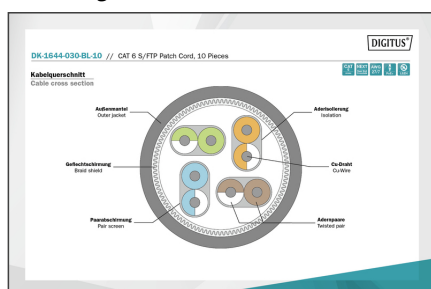 DIGITUS®
DK-1644-030-BL-10 // CAT 6 S/FTP Patch Cord, 10 Pieces
Kabelquerschnitt
Cable cross section
Außenmantel
Outer jacket
Aderisolierung
Isolation
Geflechtschirmung
Braid shield
Cu-Draht
Cu-Wire
Paarabschirmung
Pair screen
Adernpaare
Twisted pair